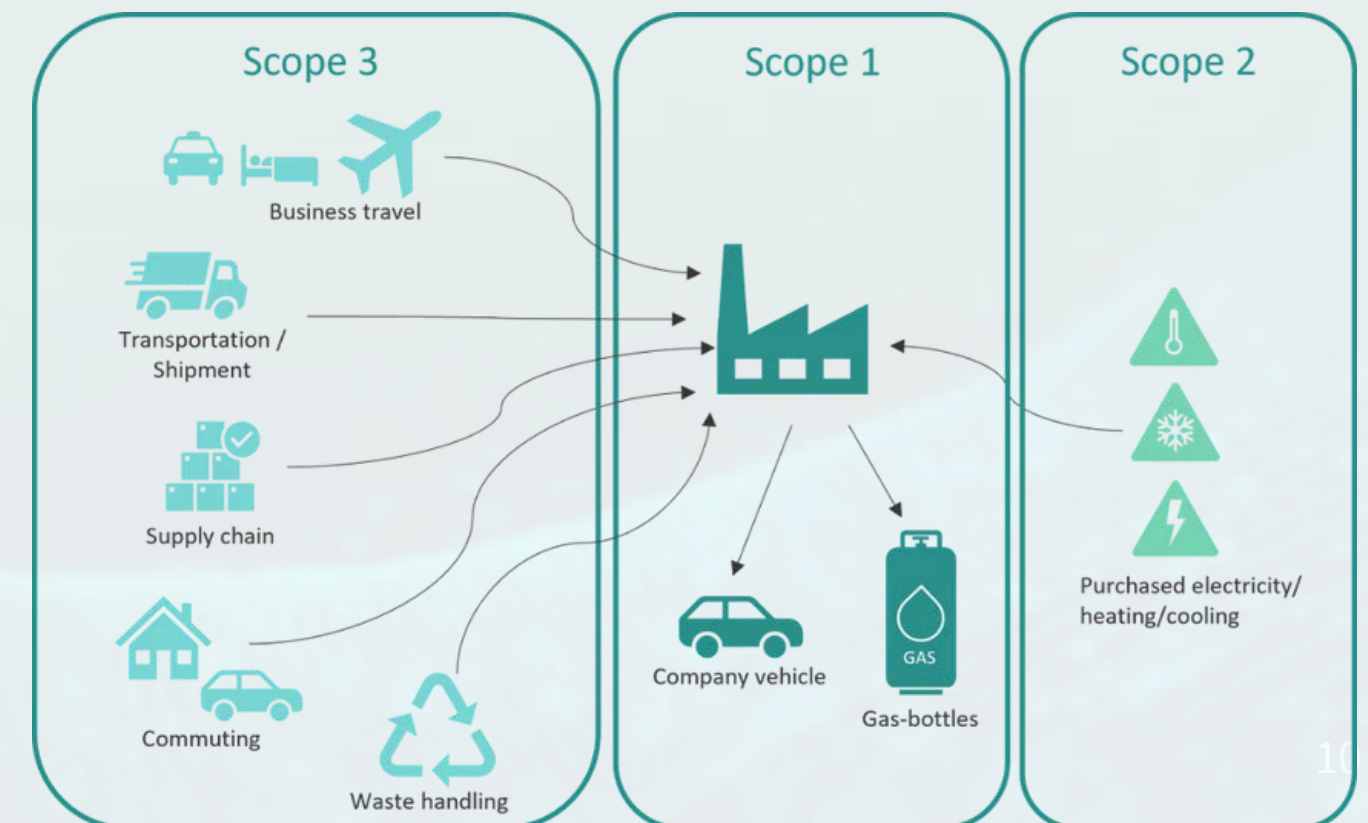 Scope 3
Business travel
Transportation /
Shipment
Supply chain
Commuting
Waste handling
Scope 1
GAS
Company vehicle
Gas-bottles
Scope 2
Purchased electricity/
heating/cooling
10